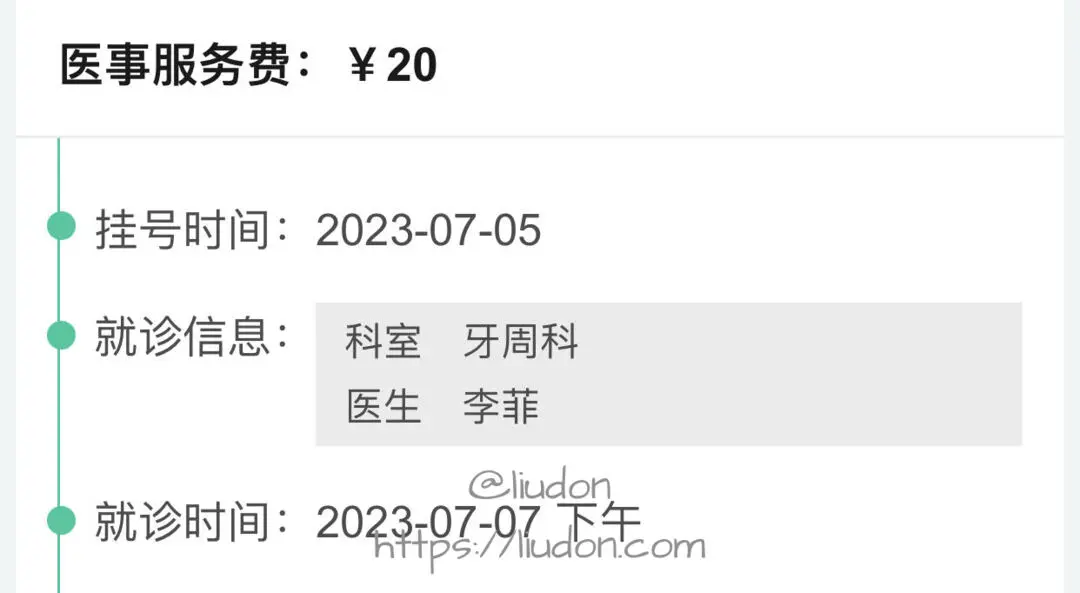 医事服务费：￥20
挂号时间：2023-07-05
就诊信息：科室 牙周科
医生 李菲
@liudon
就诊时间：2023-07-07 下午
https://liudon.com